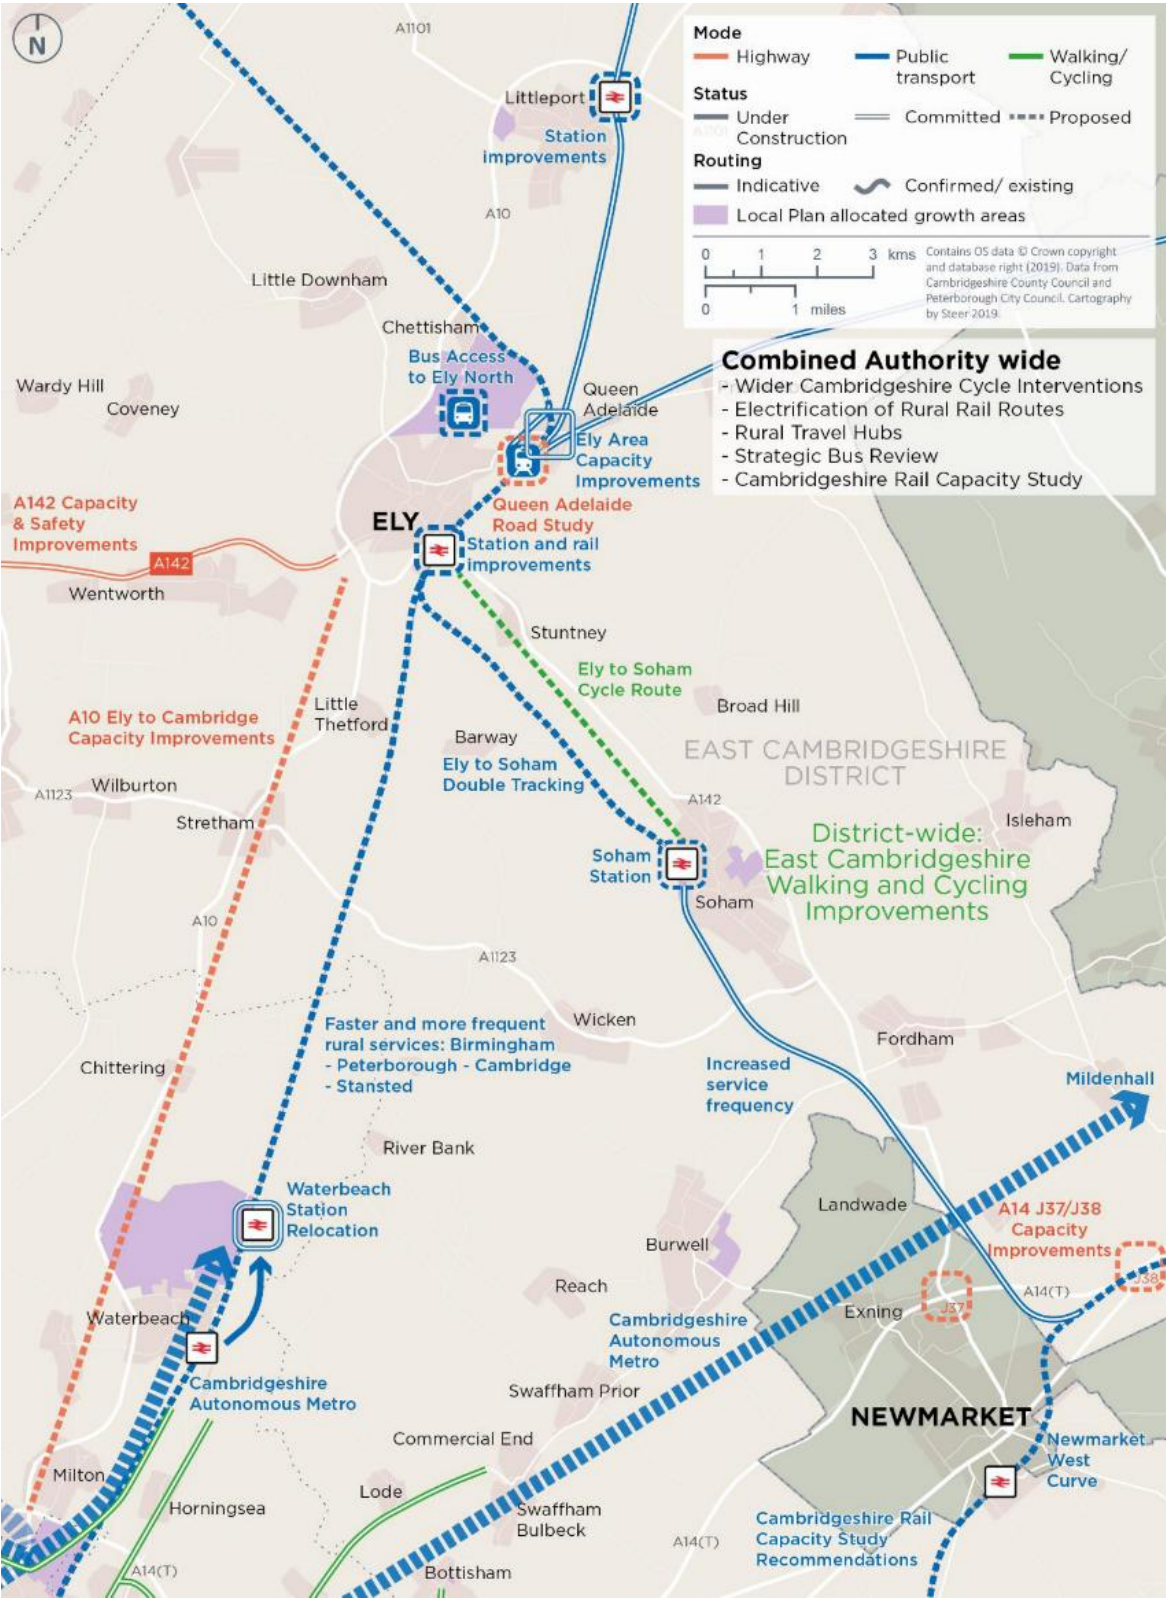 N
A1101
Mode
Highway
Public
transport
Walking/
Cycling
Status
Under
Construction
Committed
Proposed
Routing
Indicative
Confirmed/ existing
Local Plan allocated growth areas
0 1 2 3 kms
0 1 miles
Contains OS data © Crown copyright
and database right (2019). Data from
Cambridgeshire County Council and
Peterborough City Council. Cartography
by Steer 2019.
Combined Authority wide
- Wider Cambridgeshire Cycle Interventions
- Electrification of Rural Rail Routes
- Rural Travel Hubs
- Strategic Bus Review
- Cambridgeshire Rail Capacity Study
Littleport
Station
improvements
A10
Little Downham
Chettisham
Bus Access
to Ely North
Wardy Hill
Coveney
Queen
Adelaide
Ely Area
Capacity
Improvements
A142 Capacity
& Safety
Improvements
Queen Adelaide
Road Study
ELY
Station and rail
improvements
A142
Wentworth
Stuntney
Ely to Soham
Cycle Route
Little
Thetford
A10 Ely to Cambridge
Capacity Improvements
Broad Hill
Barway
Ely to Soham
Double Tracking
EAST CAMBRIDGESHIRE
DISTRICT
A1123
Wilburton
A142
Stretham
Isleham
District-wide:
East Cambridgeshire
Walking and Cycling
Improvements
Soham
Station
Soham
A10
A1123
Faster and more frequent
rural services: Birmingham
- Peterborough - Cambridge
- Stansted
Wicken
Fordham
Chittering
Increased
service
frequency
Mildenhall
River Bank
Waterbeach
Station
Relocation
Landwade
A14 J37/J38
Capacity
Improvements
Burwell
Reach
J38
A14(T)
J37
Exning
Waterbeach
Cambridgeshire
Autonomous
Metro
Cambridgeshire
Autonomous Metro
Swaffham Prior
NEWMARKET
Commercial End
Newmarket
West
Curve
Milton
Lode
Horningsea
Swaffham
Bulbeck
Cambridgeshire Rail
Capacity Study
Recommendations
A14(T)
A14(T)
Bottisham